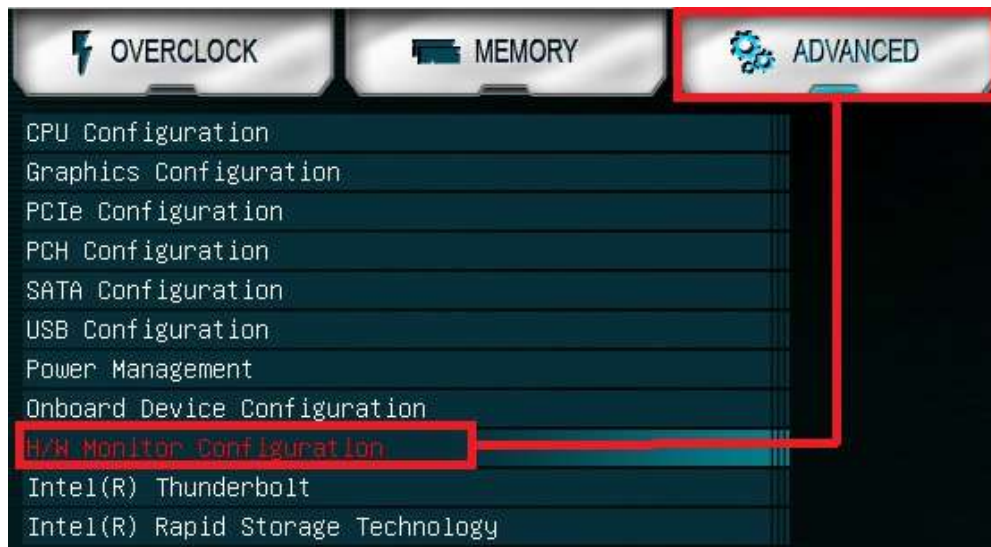 OVERCLOCK MEMORY ADVANCED
CPU Configuration
Graphics Configuration
PCIe Configuration
PCH Configuration
SATA Configuration
USB Configuration
Power Management
Onboard Device Configuration
H/W Monitor Configuration
Intel(R) Thunderbolt
Intel(R) Rapid Storage Technology